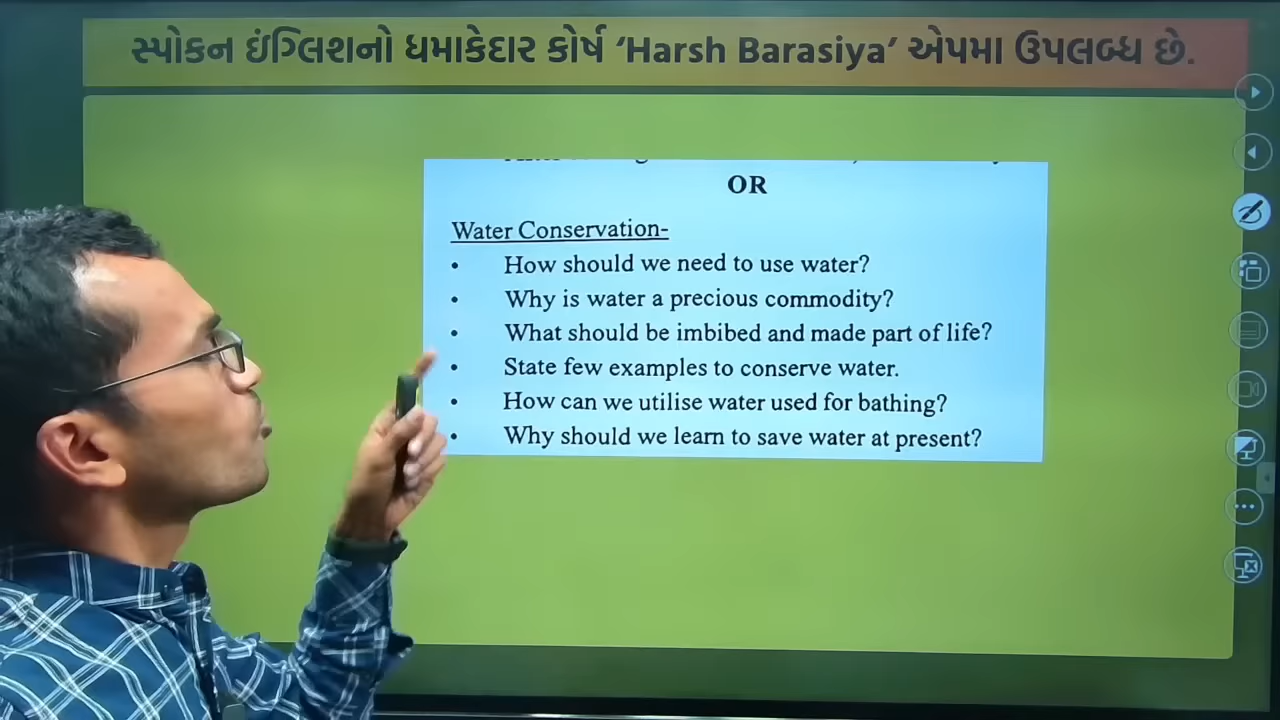 સ્પોકન ઇંગ્લિશનો ધમાકેદાર કોર્ષ ‘Harsh Barasiya’ એપમા ઉપલબ્ધ છે.
OR
Water Conservation-
• How should we need to use water?
• Why is water a precious commodity?
• What should be imbibed and made part of life?
• State few examples to conserve water.
• How can we utilise water used for bathing?
• Why should we learn to save water at present?